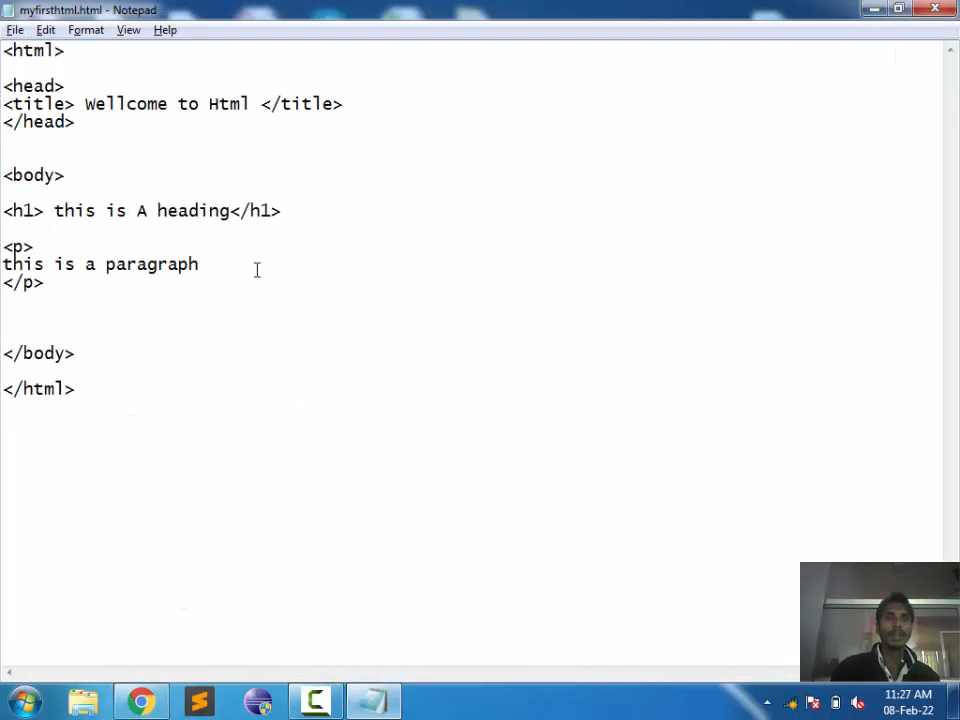 myfirsthtml.html - Notepad
File Edit Format View Help
<html>
<head>
<title> Wellcome to Html </title>
</head>
<body>
<h1> this is A heading</h1>
<p>
this is a paragraph
</p>
</body>
</html>
11:27 AM
08-Feb-22